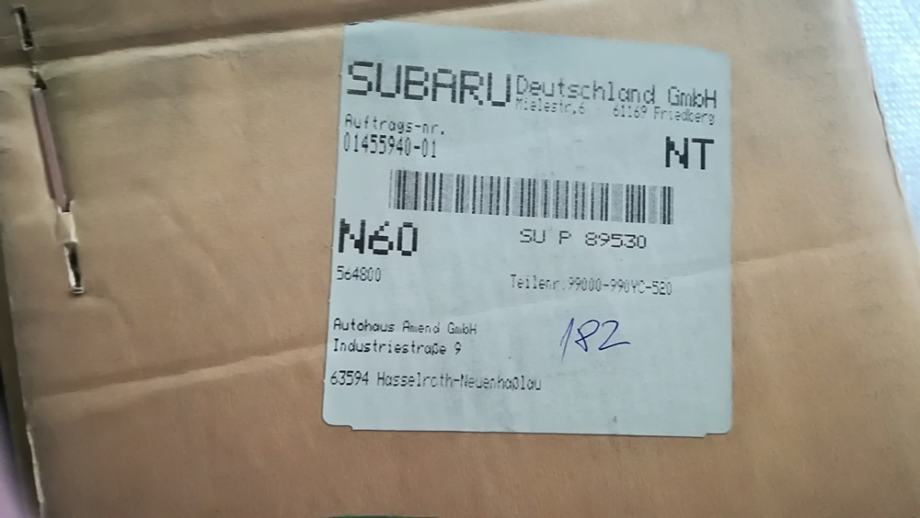 SUBARU Deutschland GmbH
Mielestr.6 61169 Friedberg
Auftrags-nr.
01455940-01
NT
N60
SU P 89530
564800
Teilenr.99000-990YC-520
Autohaus Amend GmbH
Industriestraße 9
182
63594 Hasselroth-Neuenhaßlau